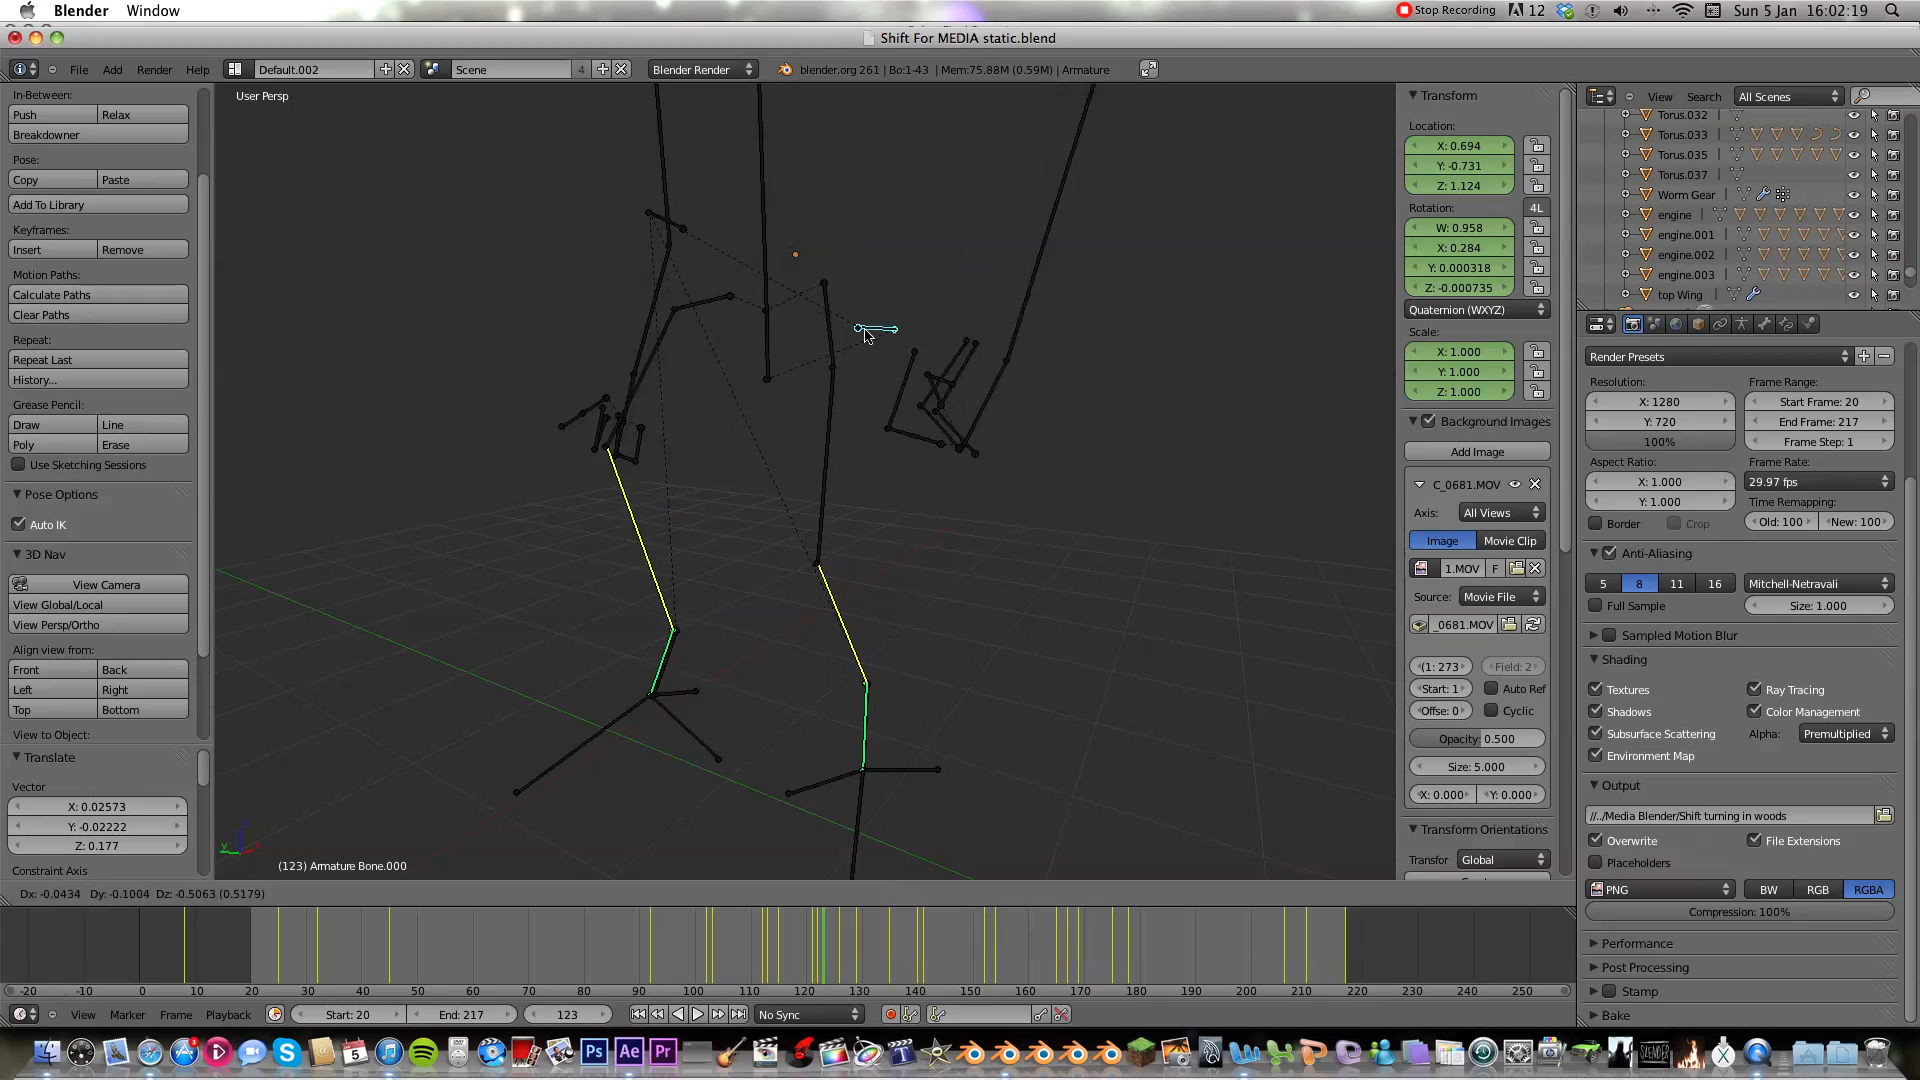 Blender Window
Stop Recording 12 Sun 5 Jan 16:02:19
Shift For MEDIA static.blend
File Add Render Help Default.002 Scene 4 Blender Render blender.org 261 | Bo:1-43 | Mem:75.88M (0.59M) | Armature
In-Between:
Push Relax
Breakdowner
Pose:
Copy Paste
Add To Library
Keyframes:
Insert Remove
Motion Paths:
Calculate Paths
Clear Paths
Repeat:
Repeat Last
History...
Grease Pencil:
Draw Line
Poly Erase
Use Sketching Sessions
Pose Options
Auto IK
3D Nav
View Camera
View Global/Local
View Persp/Ortho
Align view from:
Front Back
Left Right
Top Bottom
View to Object:
Translate
Vector
X: 0.02573
Y: -0.02222
Z: 0.177
Constraint Axis
User Persp
(123) Armature Bone.000
Dx: -0.0434 Dy: -0.1004 Dz: -0.5063 (0.5179)
Transform
Location:
X: 0.694
Y: -0.731
Z: 1.124
Rotation: 4L
W: 0.958
X: 0.284
Y: 0.000318
Z: -0.000735
Quaternion (WXYZ)
Scale:
X: 1.000
Y: 1.000
Z: 1.000
Background Images
Add Image
C_0681.MOV
Axis: All Views
Image Movie Clip
1.MOV F
Source: Movie File
_0681.MOV
(1: 273 Field: 2
Start: 1 Auto Ref
Offse: 0 Cyclic
Opacity: 0.500
Size: 5.000
X: 0.000 Y: 0.000
Transform Orientations
Transfor Global
View Search All Scenes
Torus.032
Torus.033
Torus.035
Torus.037
Worm Gear
engine
engine.001
engine.002
engine.003
top Wing
Render Presets
Resolution: Frame Range:
X: 1280 Start Frame: 20
Y: 720 End Frame: 217
100% Frame Step: 1
Aspect Ratio: Frame Rate:
X: 1.000 29.97 fps
Y: 1.000 Time Remapping:
Border Crop Old: 100 New: 100
Anti-Aliasing
5 8 11 16 Mitchell-Netravali
Full Sample Size: 1.000
Sampled Motion Blur
Shading
Textures Ray Tracing
Shadows Color Management
Subsurface Scattering Alpha: Premultiplied
Environment Map
Output
//../Media Blender/Shift turning in woods
Overwrite File Extensions
Placeholders
PNG BW RGB RGBA
Compression: 100%
Performance
Post Processing
Stamp
Bake
-20 -10 0 10 20 30 40 50 60 70 80 90 100 110 120 130 140 150 160 170 180 190 200 210 220 230 240 250
View Marker Frame Playback Start: 20 End: 217 123 No Sync
5 Ps Ae Pr